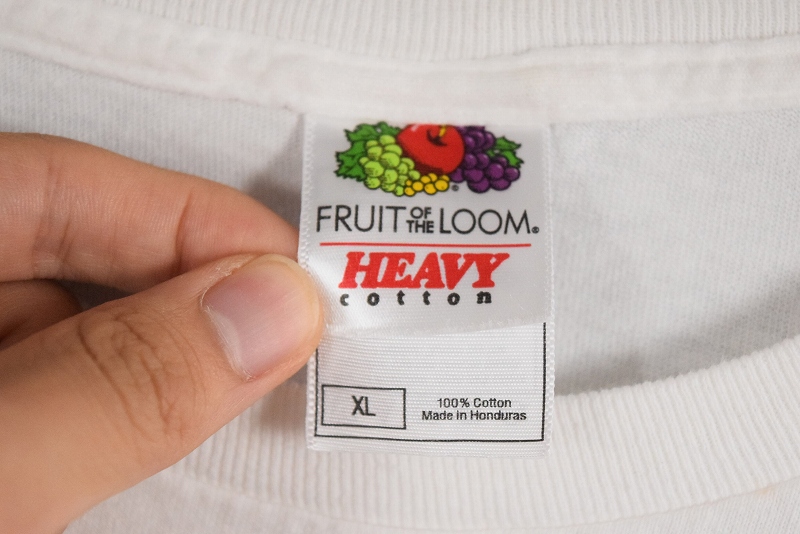 FRUIT OF THE LOOM®
HEAVY
cotton
XL
100% Cotton
Made in Honduras